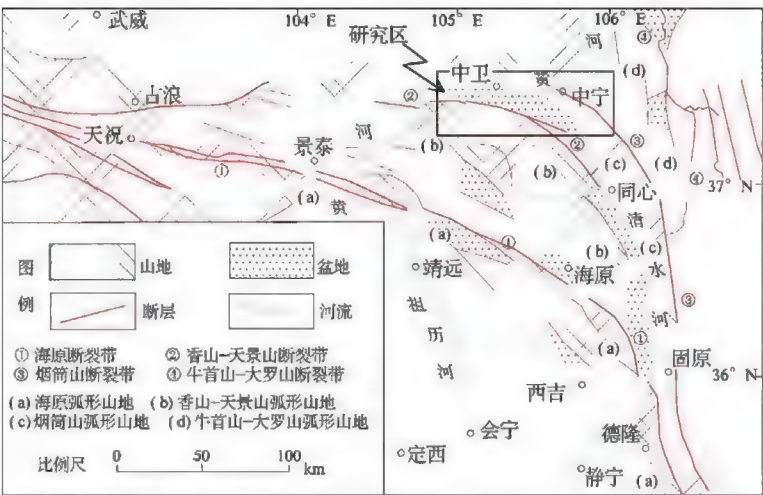 武威
104° E
105° E
106° E
研究区
河
④
(d)
中卫
黄
中宁
古浪
②
天祝
景泰
河
(b)
②
③
①
(b)
(c)
(d)
④
(a)
黄
同心
37° N
清
(a)
①
(b)
(c)
靖远
海原
水
祖
厉
河
③
河
①
(a)
固原
36° N
西吉
会宁
定西
德隆
静宁
(a)
图
例
山地
盆地
断层
河流
① 海原断裂带 ② 香山-天景山断裂带
③ 烟筒山断裂带 ④ 牛首山-大罗山断裂带
(a) 海原弧形山地 (b) 香山-天景山弧形山地
(c) 烟筒山弧形山地 (d) 牛首山-大罗山弧形山地
比例尺 0 50 100
km